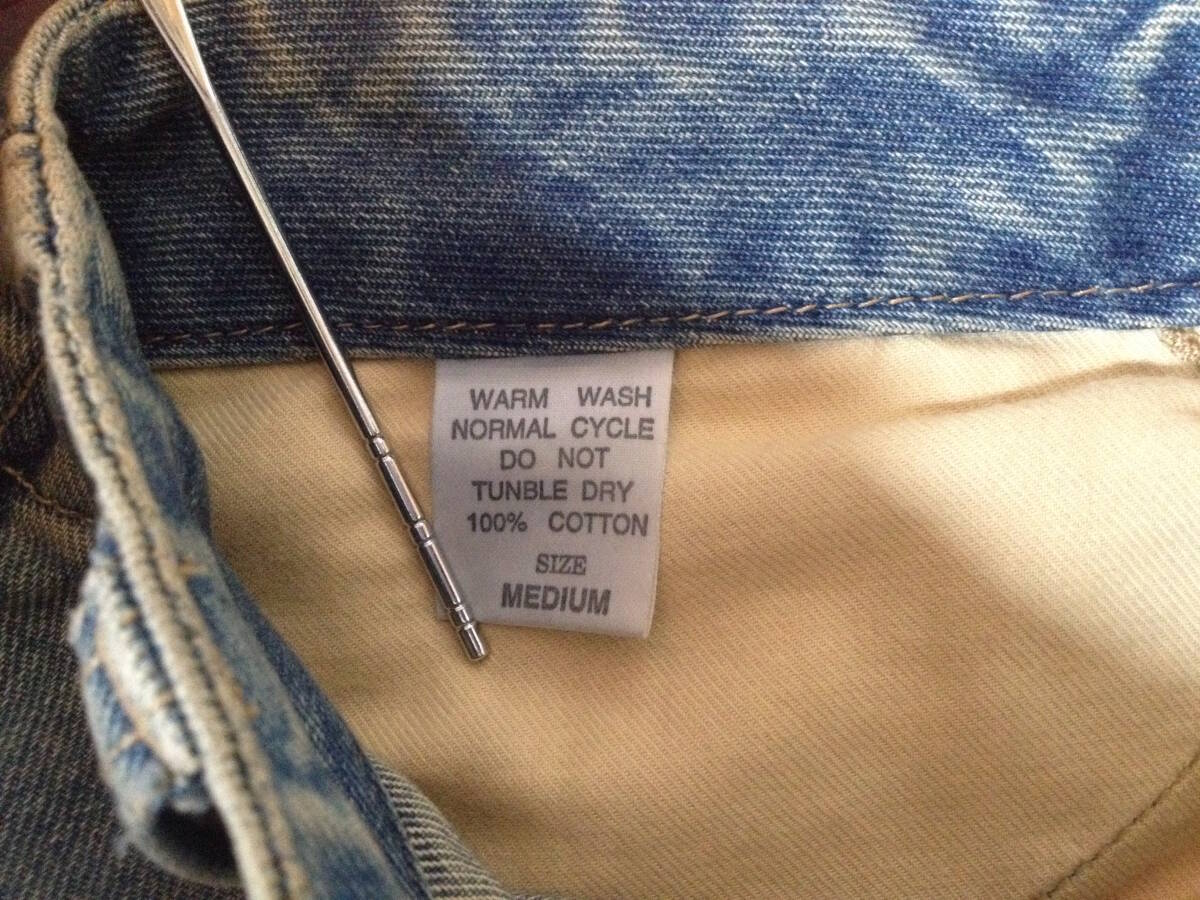 WARM WASH
NORMAL CYCLE
DO NOT
TUNBLE DRY
100% COTTON
SIZE
MEDIUM